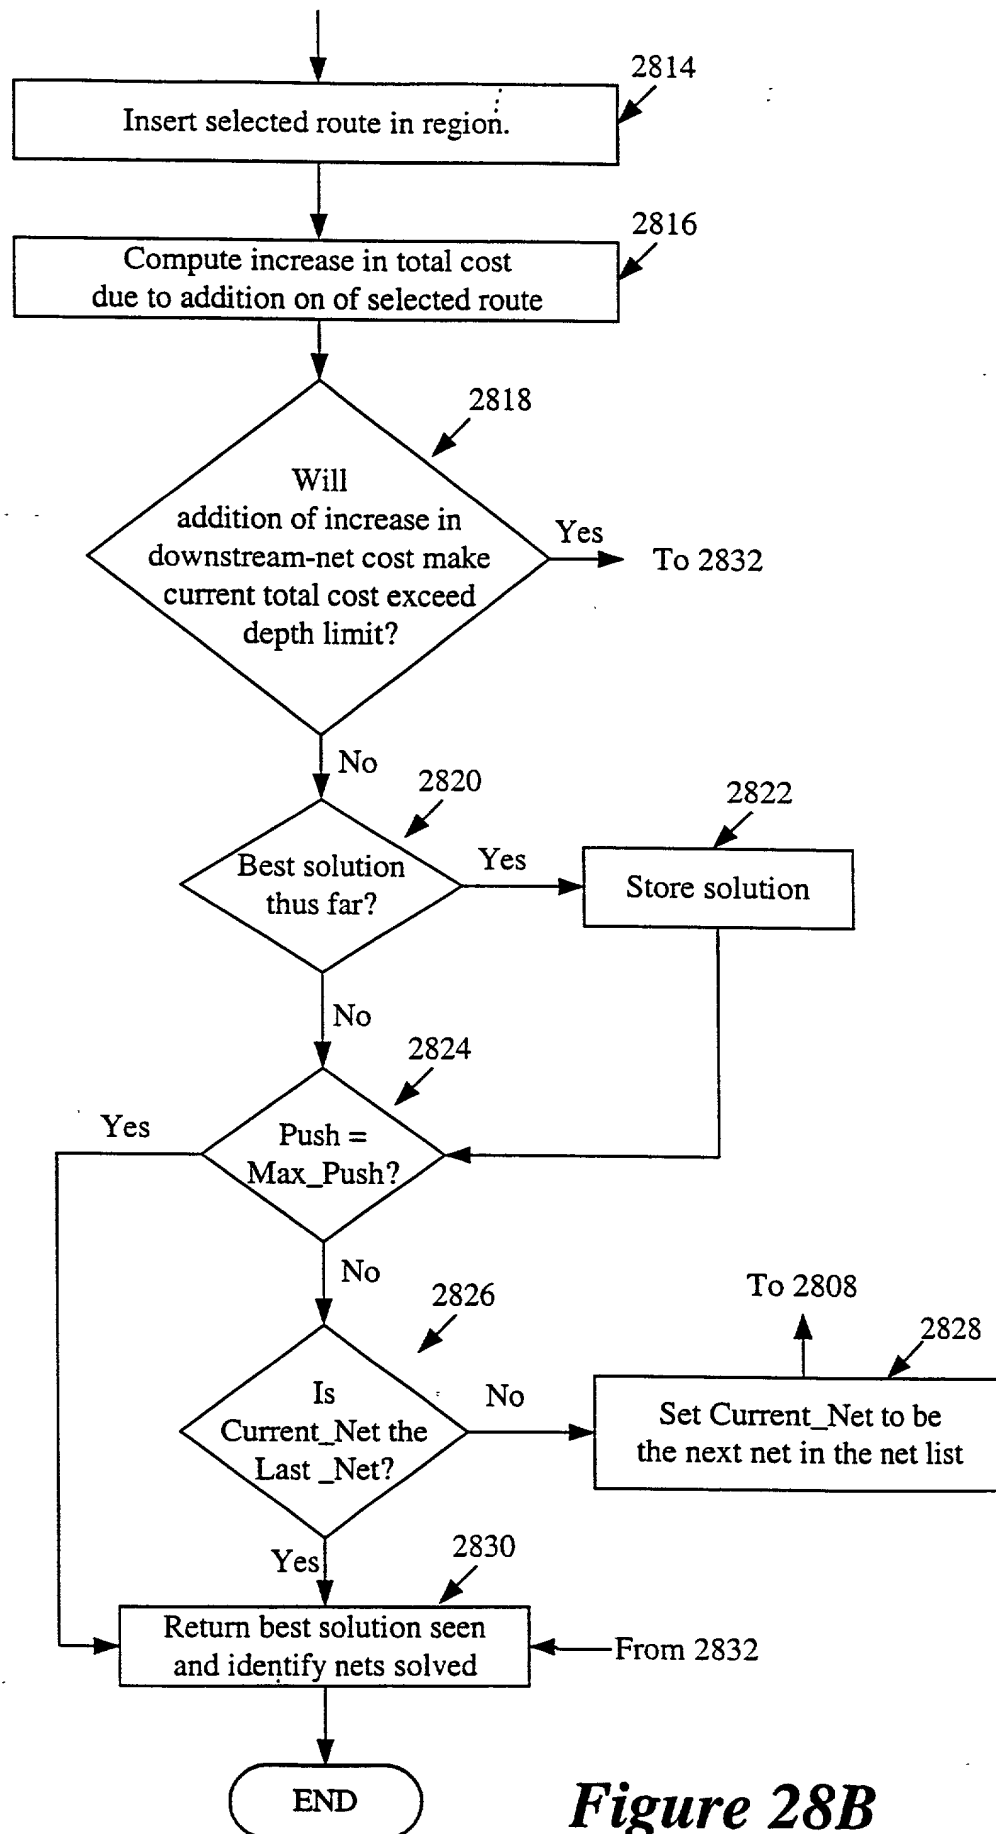 2814
Insert selected route in region.
2816
Compute increase in total cost
due to addition on of selected route
2818
Will
addition of increase in
downstream-net cost make
current total cost exceed
depth limit?
Yes
To 2832
No
2820
2822
Best solution
thus far?
Yes
Store solution
No
2824
Yes
Push =
Max_Push?
No
2826
To 2808
2828
Is
Current_Net the
Last _Net?
No
Set Current_Net to be
the next net in the net list
Yes
2830
Return best solution seen
and identify nets solved
From 2832
END
Figure 28B